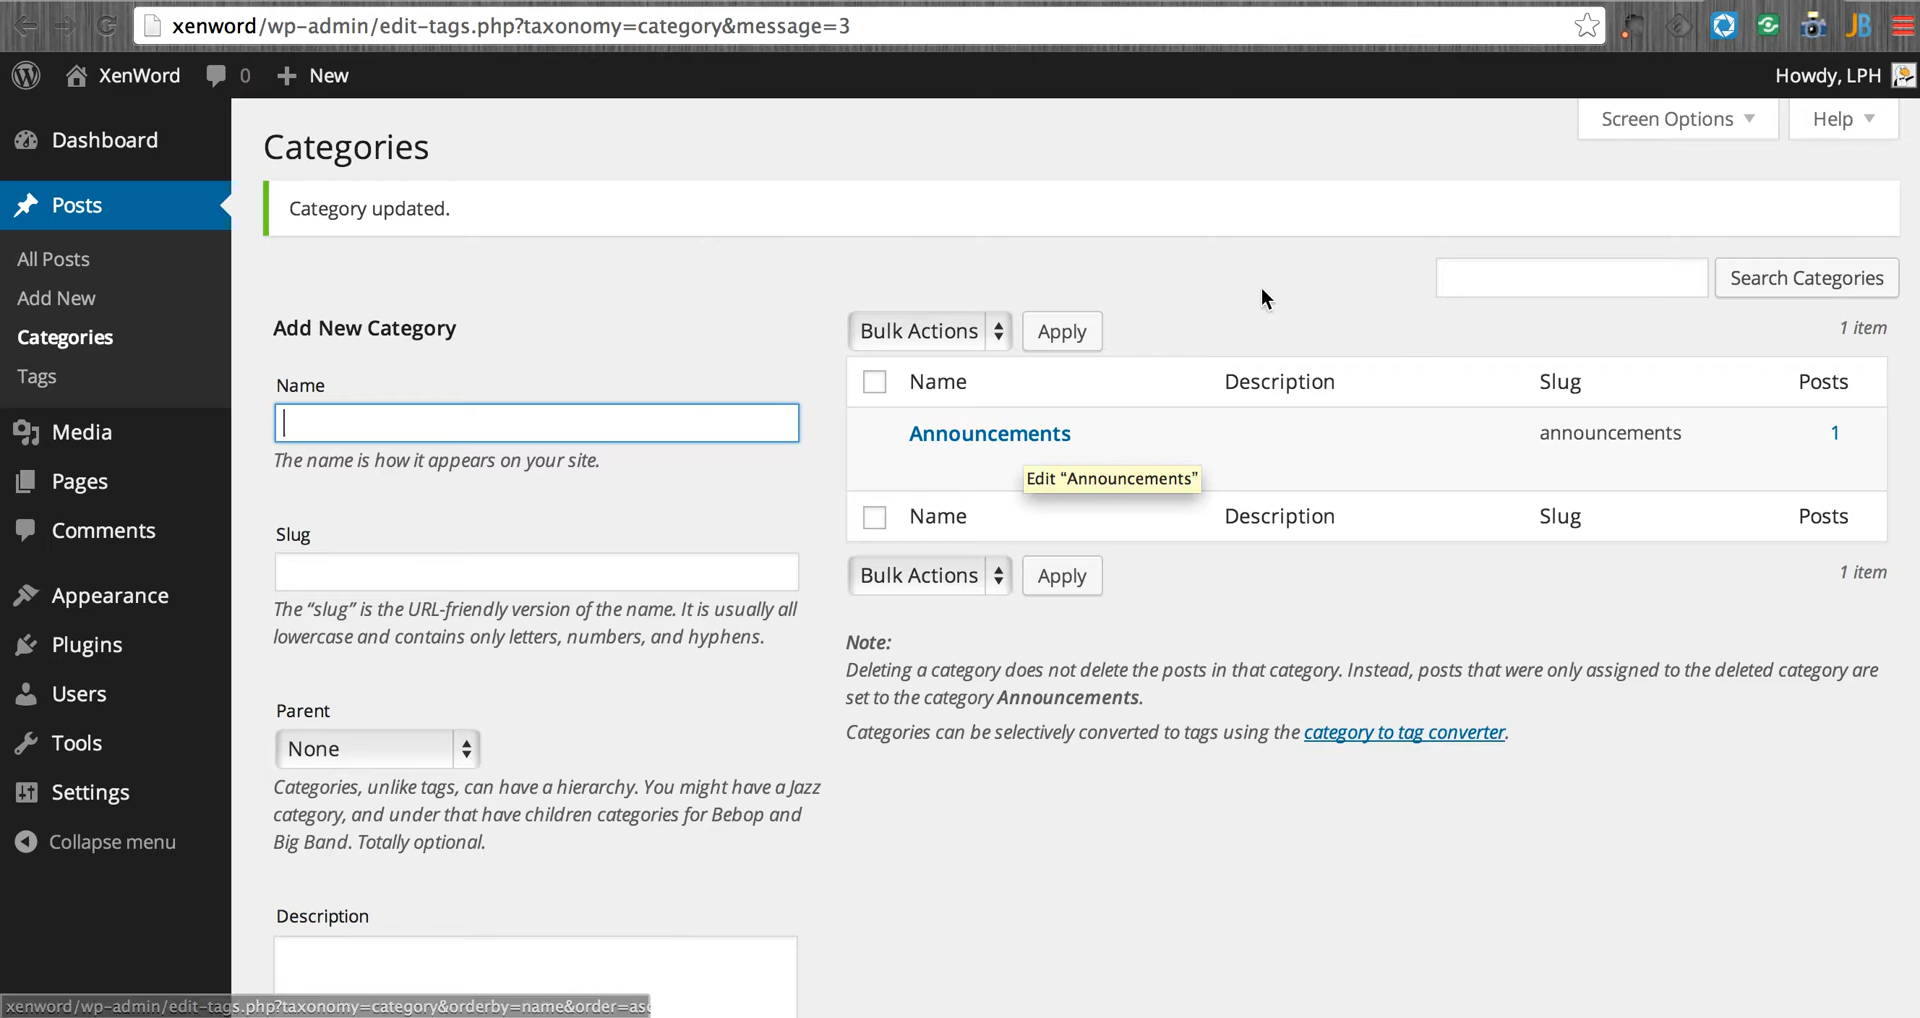 xenword/wp-admin/edit-tags.php?taxonomy=category&message=3
JB
XenWord
0
New
Howdy, LPH
Dashboard
Posts
All Posts
Add New
Categories
Tags
Media
Pages
Comments
Appearance
Plugins
Users
Tools
Settings
Collapse menu
Screen Options
Help
Categories
Category updated.
Search Categories
Add New Category
Name
The name is how it appears on your site.
Slug
The “slug” is the URL-friendly version of the name. It is usually all
lowercase and contains only letters, numbers, and hyphens.
Parent
None
Categories, unlike tags, can have a hierarchy. You might have a Jazz
category, and under that have children categories for Bebop and
Big Band. Totally optional.
Description
Bulk Actions
Apply
1 item
Name Description Slug Posts
Announcements announcements 1
Edit “Announcements”
Name Description Slug Posts
Bulk Actions
Apply
1 item
Note:
Deleting a category does not delete the posts in that category. Instead, posts that were only assigned to the deleted category are
set to the category Announcements.
Categories can be selectively converted to tags using the category to tag converter.
xenword/wp-admin/edit-tags.php?taxonomy=category&orderby=name&order=asc